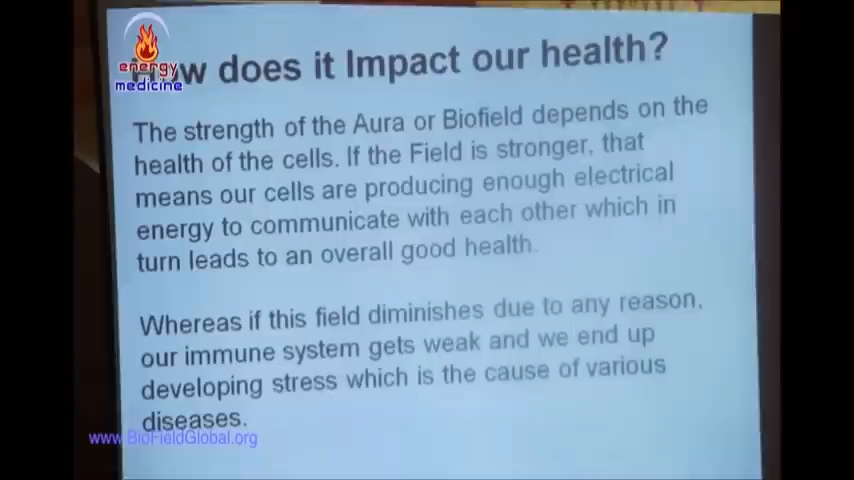 How does it Impact our health?
energy
medicine
The strength of the Aura or Biofield depends on the
health of the cells. If the Field is stronger, that
means our cells are producing enough electrical
energy to communicate with each other which in
turn leads to an overall good health.
Whereas if this field diminishes due to any reason,
our immune system gets weak and we end up
developing stress which is the cause of various
diseases.
www.BioFieldGlobal.org